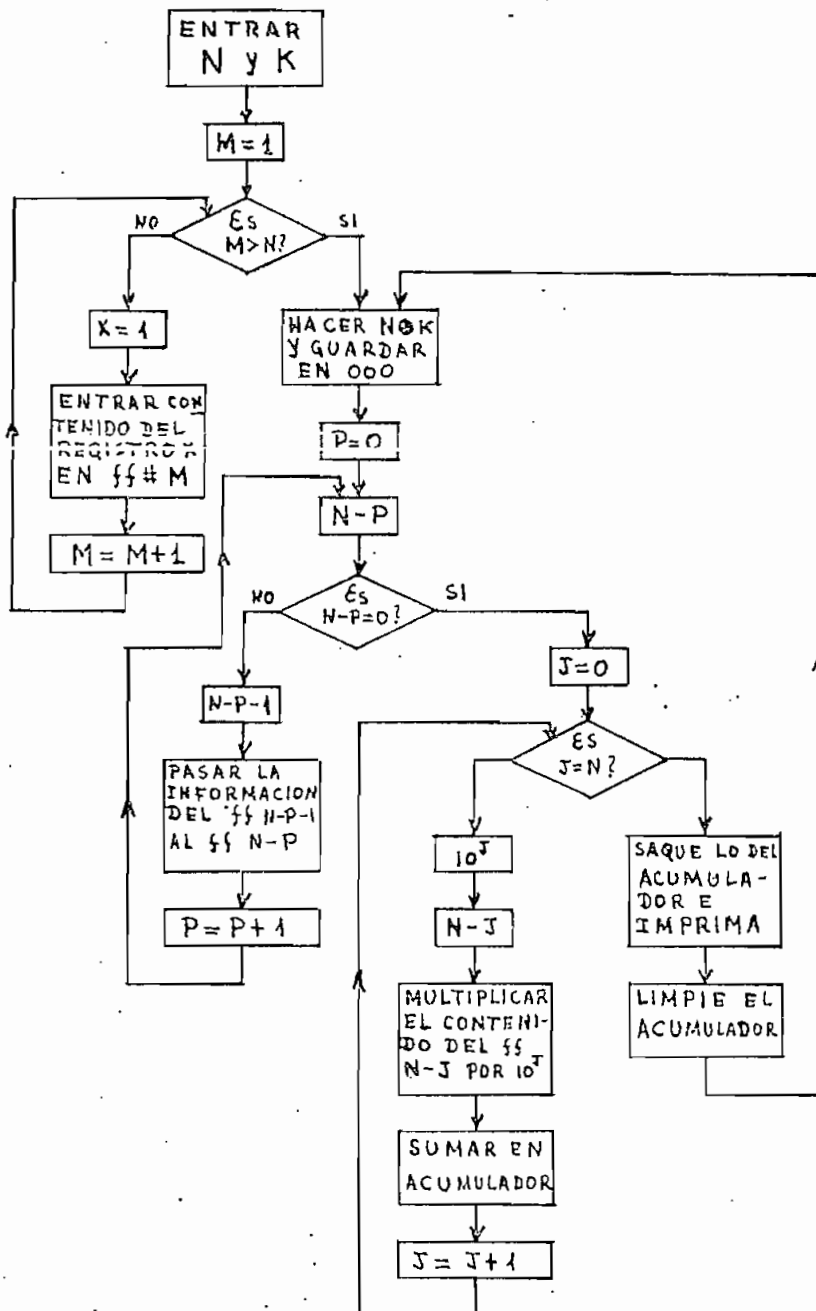 ENTRAR
N y K
M=1
Es
M>N?
NO
SI
X=1
ENTRAR CON
TENIDO DEL
REGISTRO X
EN ff# M
M=M+1
HACER N⊕K
Y GUARDAR
EN 000
P=0
N-P
Es
N-P=0?
NO
SI
N-P-1
PASAR LA
INFORMACION
DEL ff N-P-1
AL ff N-P
P=P+1
J=0
ES
J=N?
10^J
N-J
MULTIPLICAR
EL CONTENI-
DO DEL ff
N-J POR 10^J
SUMAR EN
ACUMULADOR
J=J+1
SAQUE LO DEL
ACUMULA-
DOR E
IMPRIMA
LIMPIE EL
ACUMULADOR